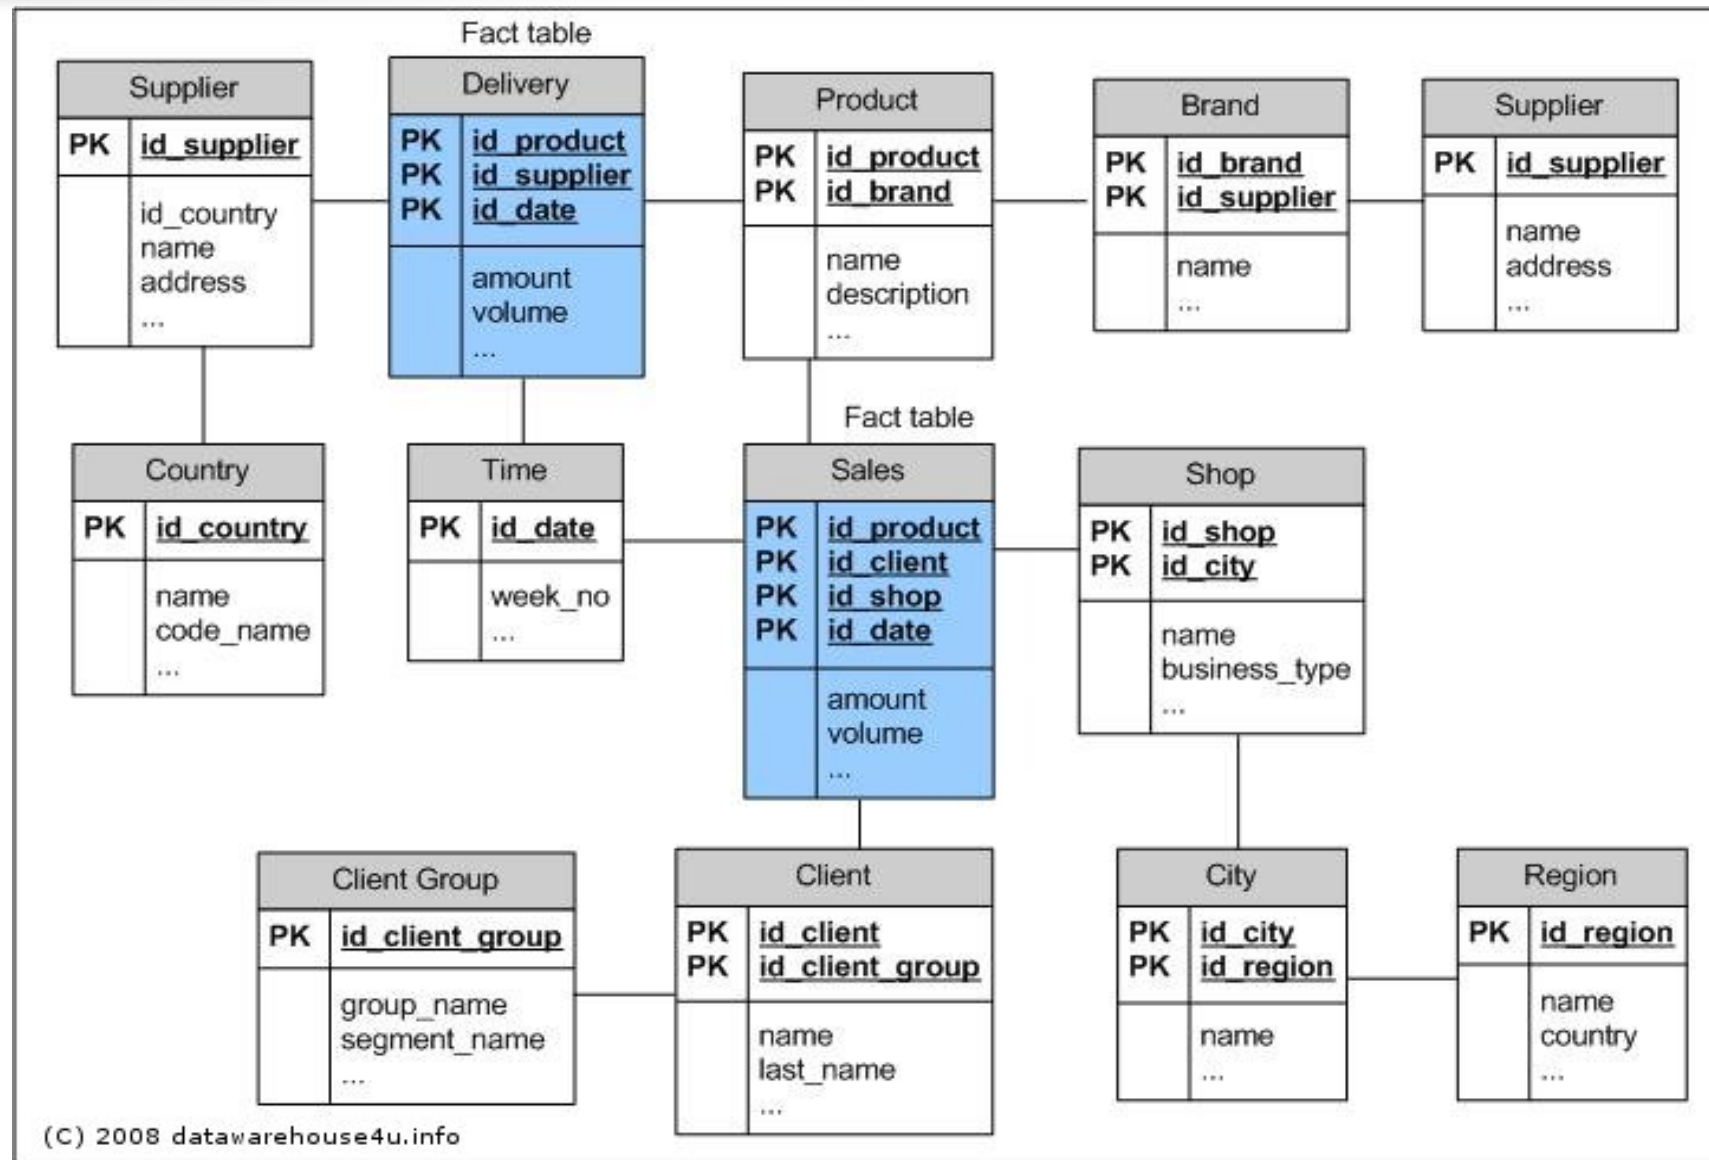 Fact table
Supplier
PK id_supplier
id_country
name
address
...
Delivery
PK id_product
PK id_supplier
PK id_date
amount
volume
...
Product
PK id_product
PK id_brand
name
description
...
Brand
PK id_brand
PK id_supplier
name
...
Supplier
PK id_supplier
name
address
...
Country
PK id_country
name
code_name
...
Time
PK id_date
week_no
...
Fact table
Sales
PK id_product
PK id_client
PK id_shop
PK id_date
amount
volume
...
Shop
PK id_shop
PK id_city
name
business_type
...
Client Group
PK id_client_group
group_name
segment_name
...
Client
PK id_client
PK id_client_group
name
last_name
...
City
PK id_city
PK id_region
name
...
Region
PK id_region
name
country
...
(C) 2008 datawarehouse4u.info